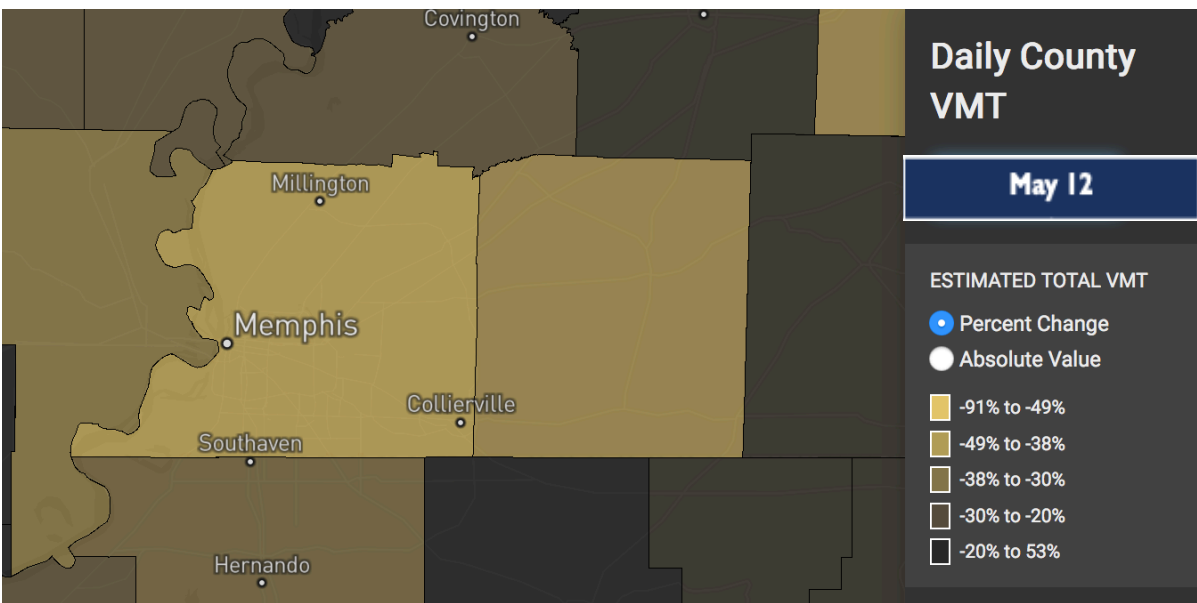 Covington
Millington
Memphis
Collierville
Southaven
Hernando
Daily County
VMT
May 12
ESTIMATED TOTAL VMT
Percent Change
Absolute Value
-91% to -49%
-49% to -38%
-38% to -30%
-30% to -20%
-20% to 53%